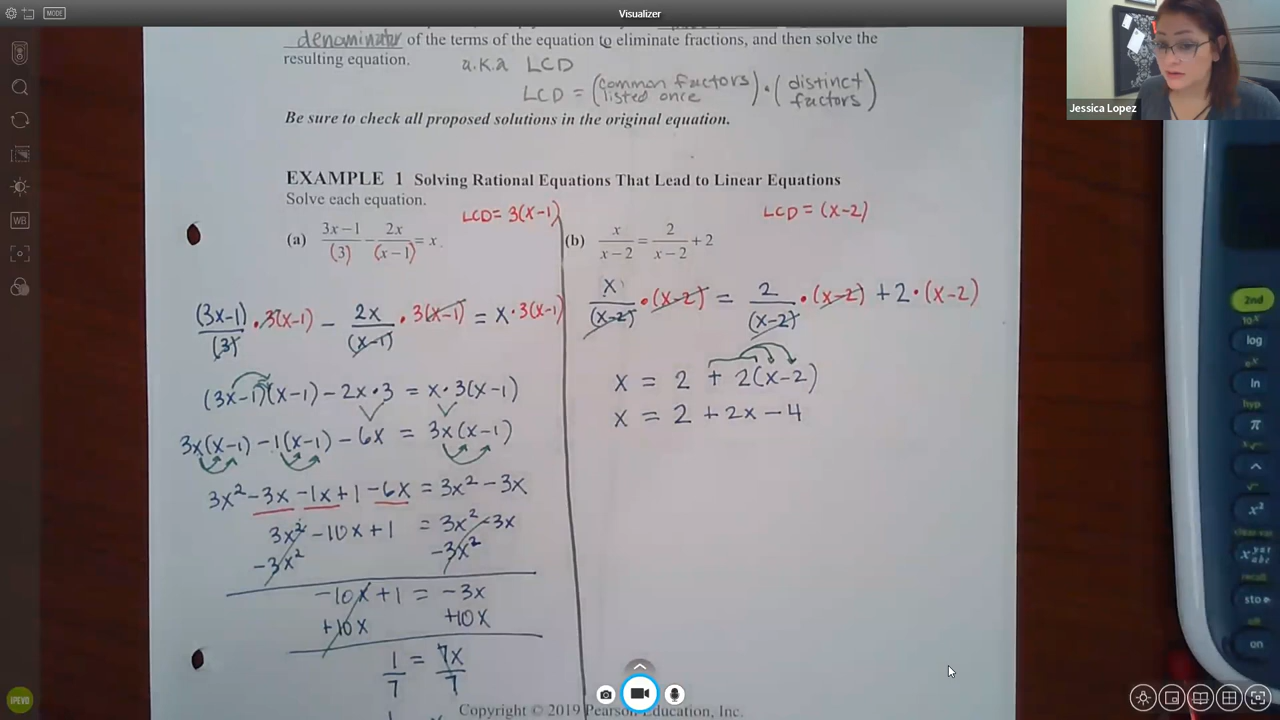 MODE
Visualizer
Jessica Lopez
denominator of the terms of the equation to eliminate fractions, and then solve the
resulting equation. a.k.a LCD
LCD = (common factors listed once) · (distinct factors)
Be sure to check all proposed solutions in the original equation.
EXAMPLE 1 Solving Rational Equations That Lead to Linear Equations
Solve each equation.
LCD = 3(x-1)
(a) (3x-1)/(3) - 2x/(x-1) = x
(3x-1)/(3) · 3(x-1) - 2x/(x-1) · 3(x-1) = x · 3(x-1)
(3x-1)(x-1) - 2x·3 = x·3(x-1)
3x(x-1) -1(x-1) - 6x = 3x(x-1)
3x² - 3x - 1x + 1 - 6x = 3x² - 3x
3x² - 10x + 1 = 3x² - 3x
-3x² -3x²
-10x + 1 = -3x
+10x +10x
1/7 = 7x/7
LCD = (x-2)
(b) x/(x-2) = 2/(x-2) + 2
x/(x-2) · (x-2) = 2/(x-2) · (x-2) + 2 · (x-2)
x = 2 + 2(x-2)
x = 2 + 2x - 4
Copyright © 2019 Pearson Education, Inc.
2nd
10ˣ
log
eˣ
ln
hyp
π
^
x²
recall
sto
on
WB
IPEVO